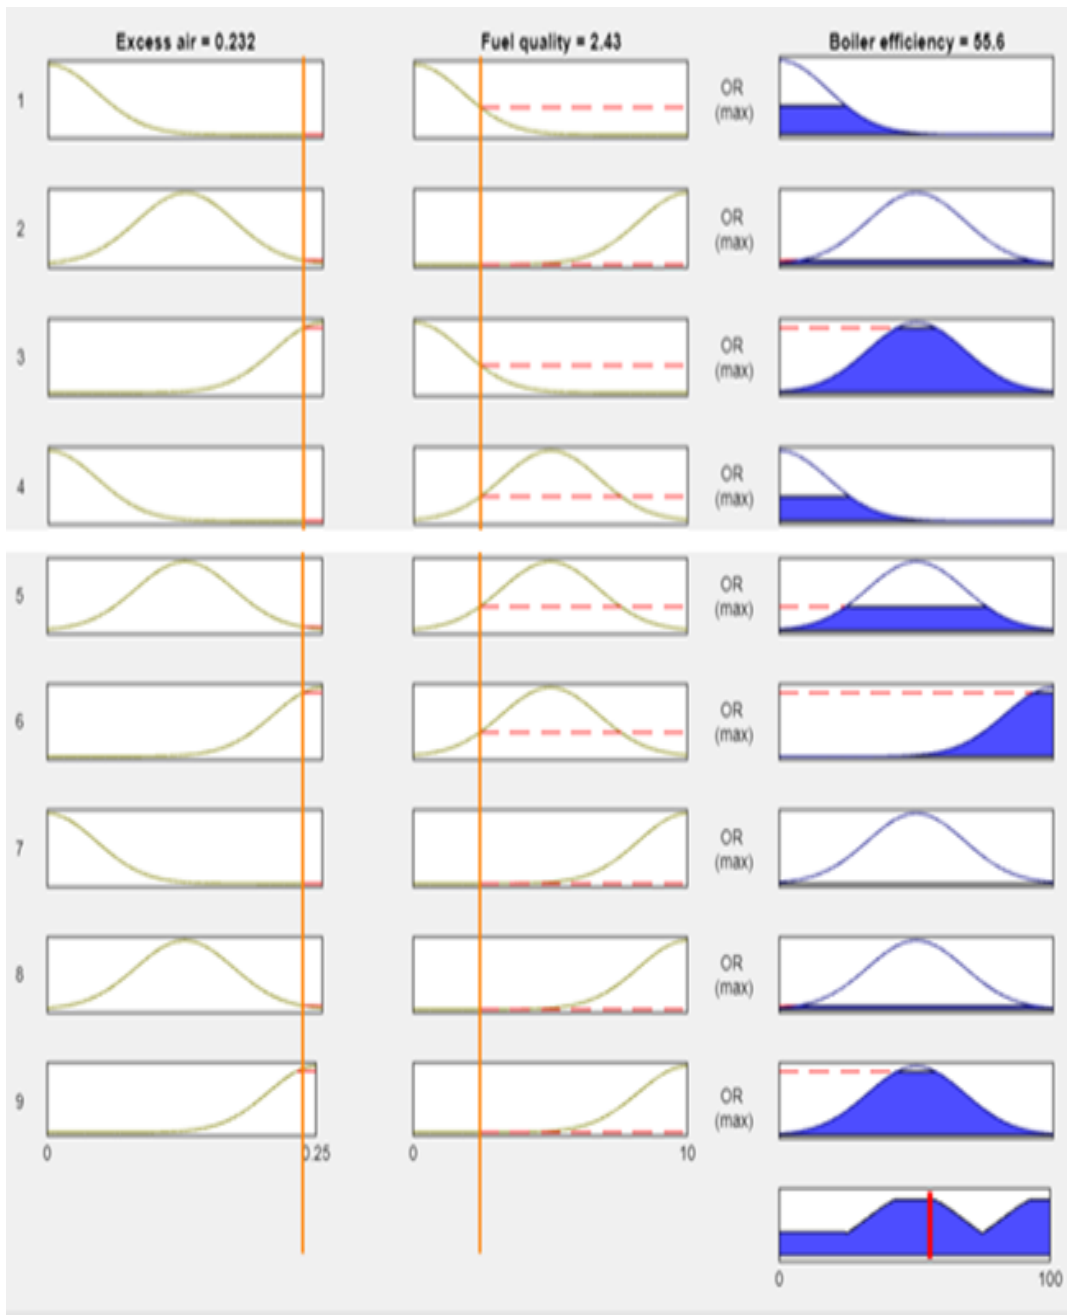 Excess air = 0.232 Fuel quality = 2.43 Boiler efficiency = 55.6
1 OR
(max)
2 OR
(max)
3 OR
(max)
4 OR
(max)
5 OR
(max)
6 OR
(max)
7 OR
(max)
8 OR
(max)
9 OR
(max)
0 0.25 0 10
0 100